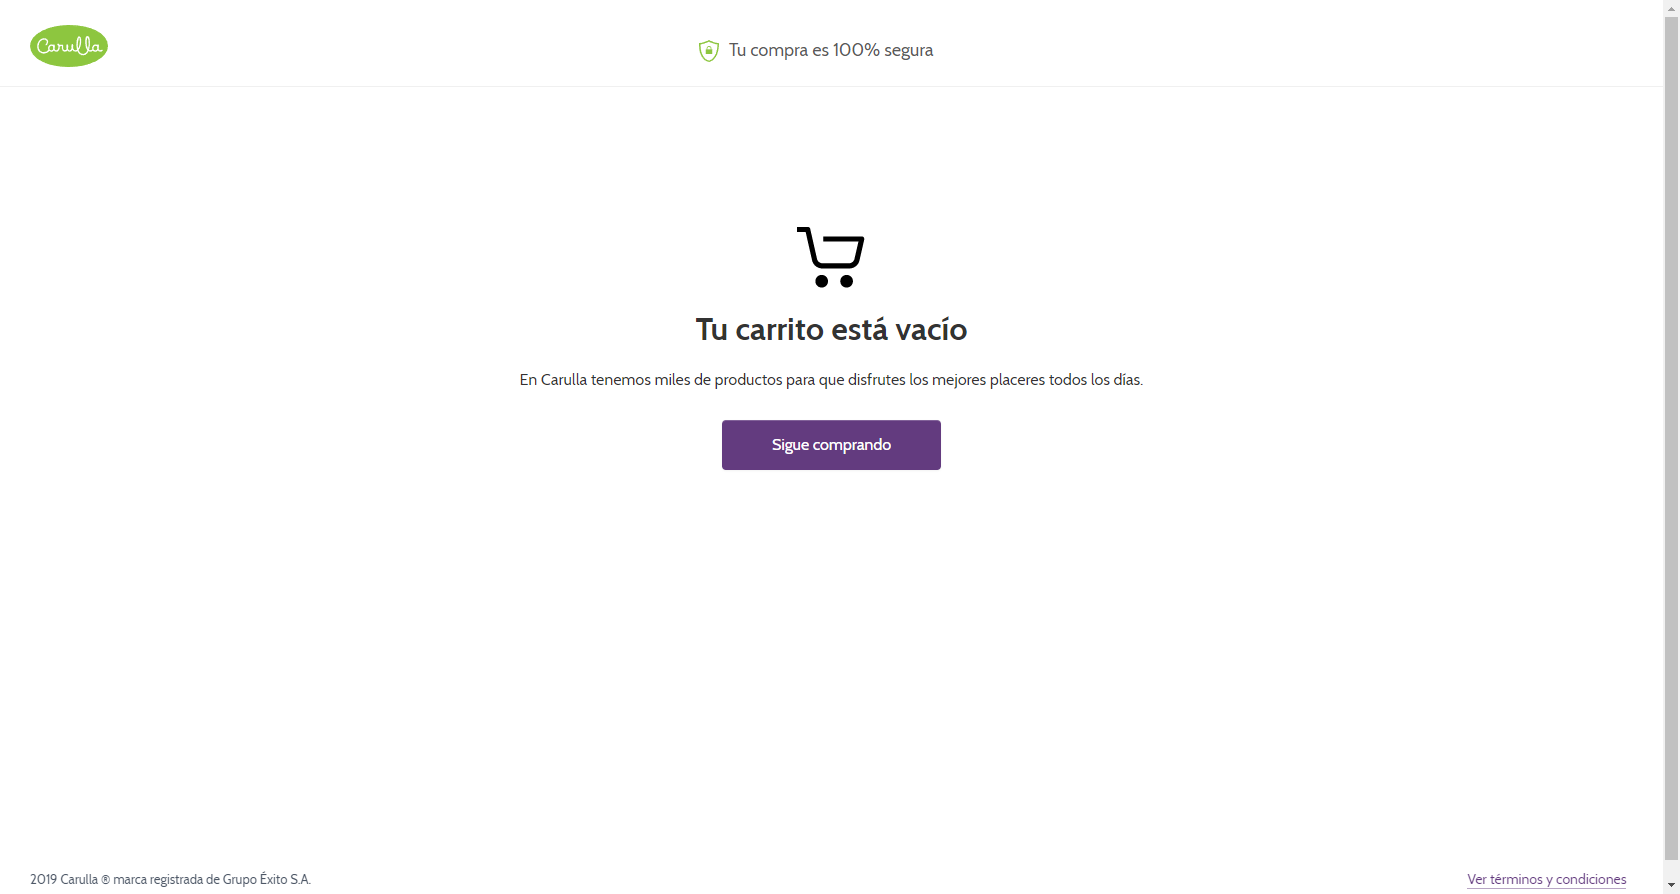 Carulla
Tu compra es 100% segura
Tu carrito está vacío
En Carulla tenemos miles de productos para que disfrutes los mejores placeres todos los días.
Sigue comprando
2019 Carulla ® marca registrada de Grupo Éxito S.A.
Ver términos y condiciones